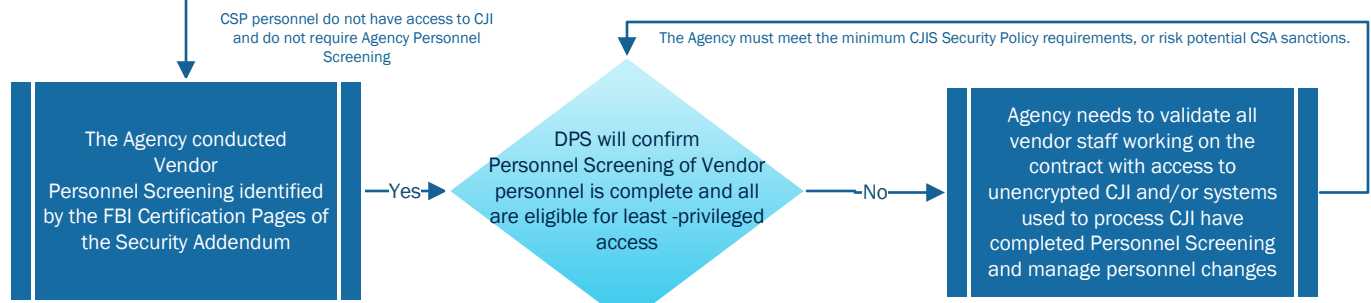 CSP personnel do not have access to CJI
and do not require Agency Personnel
Screening
The Agency must meet the minimum CJIS Security Policy requirements, or risk potential CSA sanctions.
The Agency conducted
Vendor
Personnel Screening identified
by the FBI Certification Pages of
the Security Addendum
Yes
DPS will confirm
Personnel Screening of Vendor
personnel is complete and all
are eligible for least -privileged
access
No
Agency needs to validate all
vendor staff working on the
contract with access to
unencrypted CJI and/or systems
used to process CJI have
completed Personnel Screening
and manage personnel changes